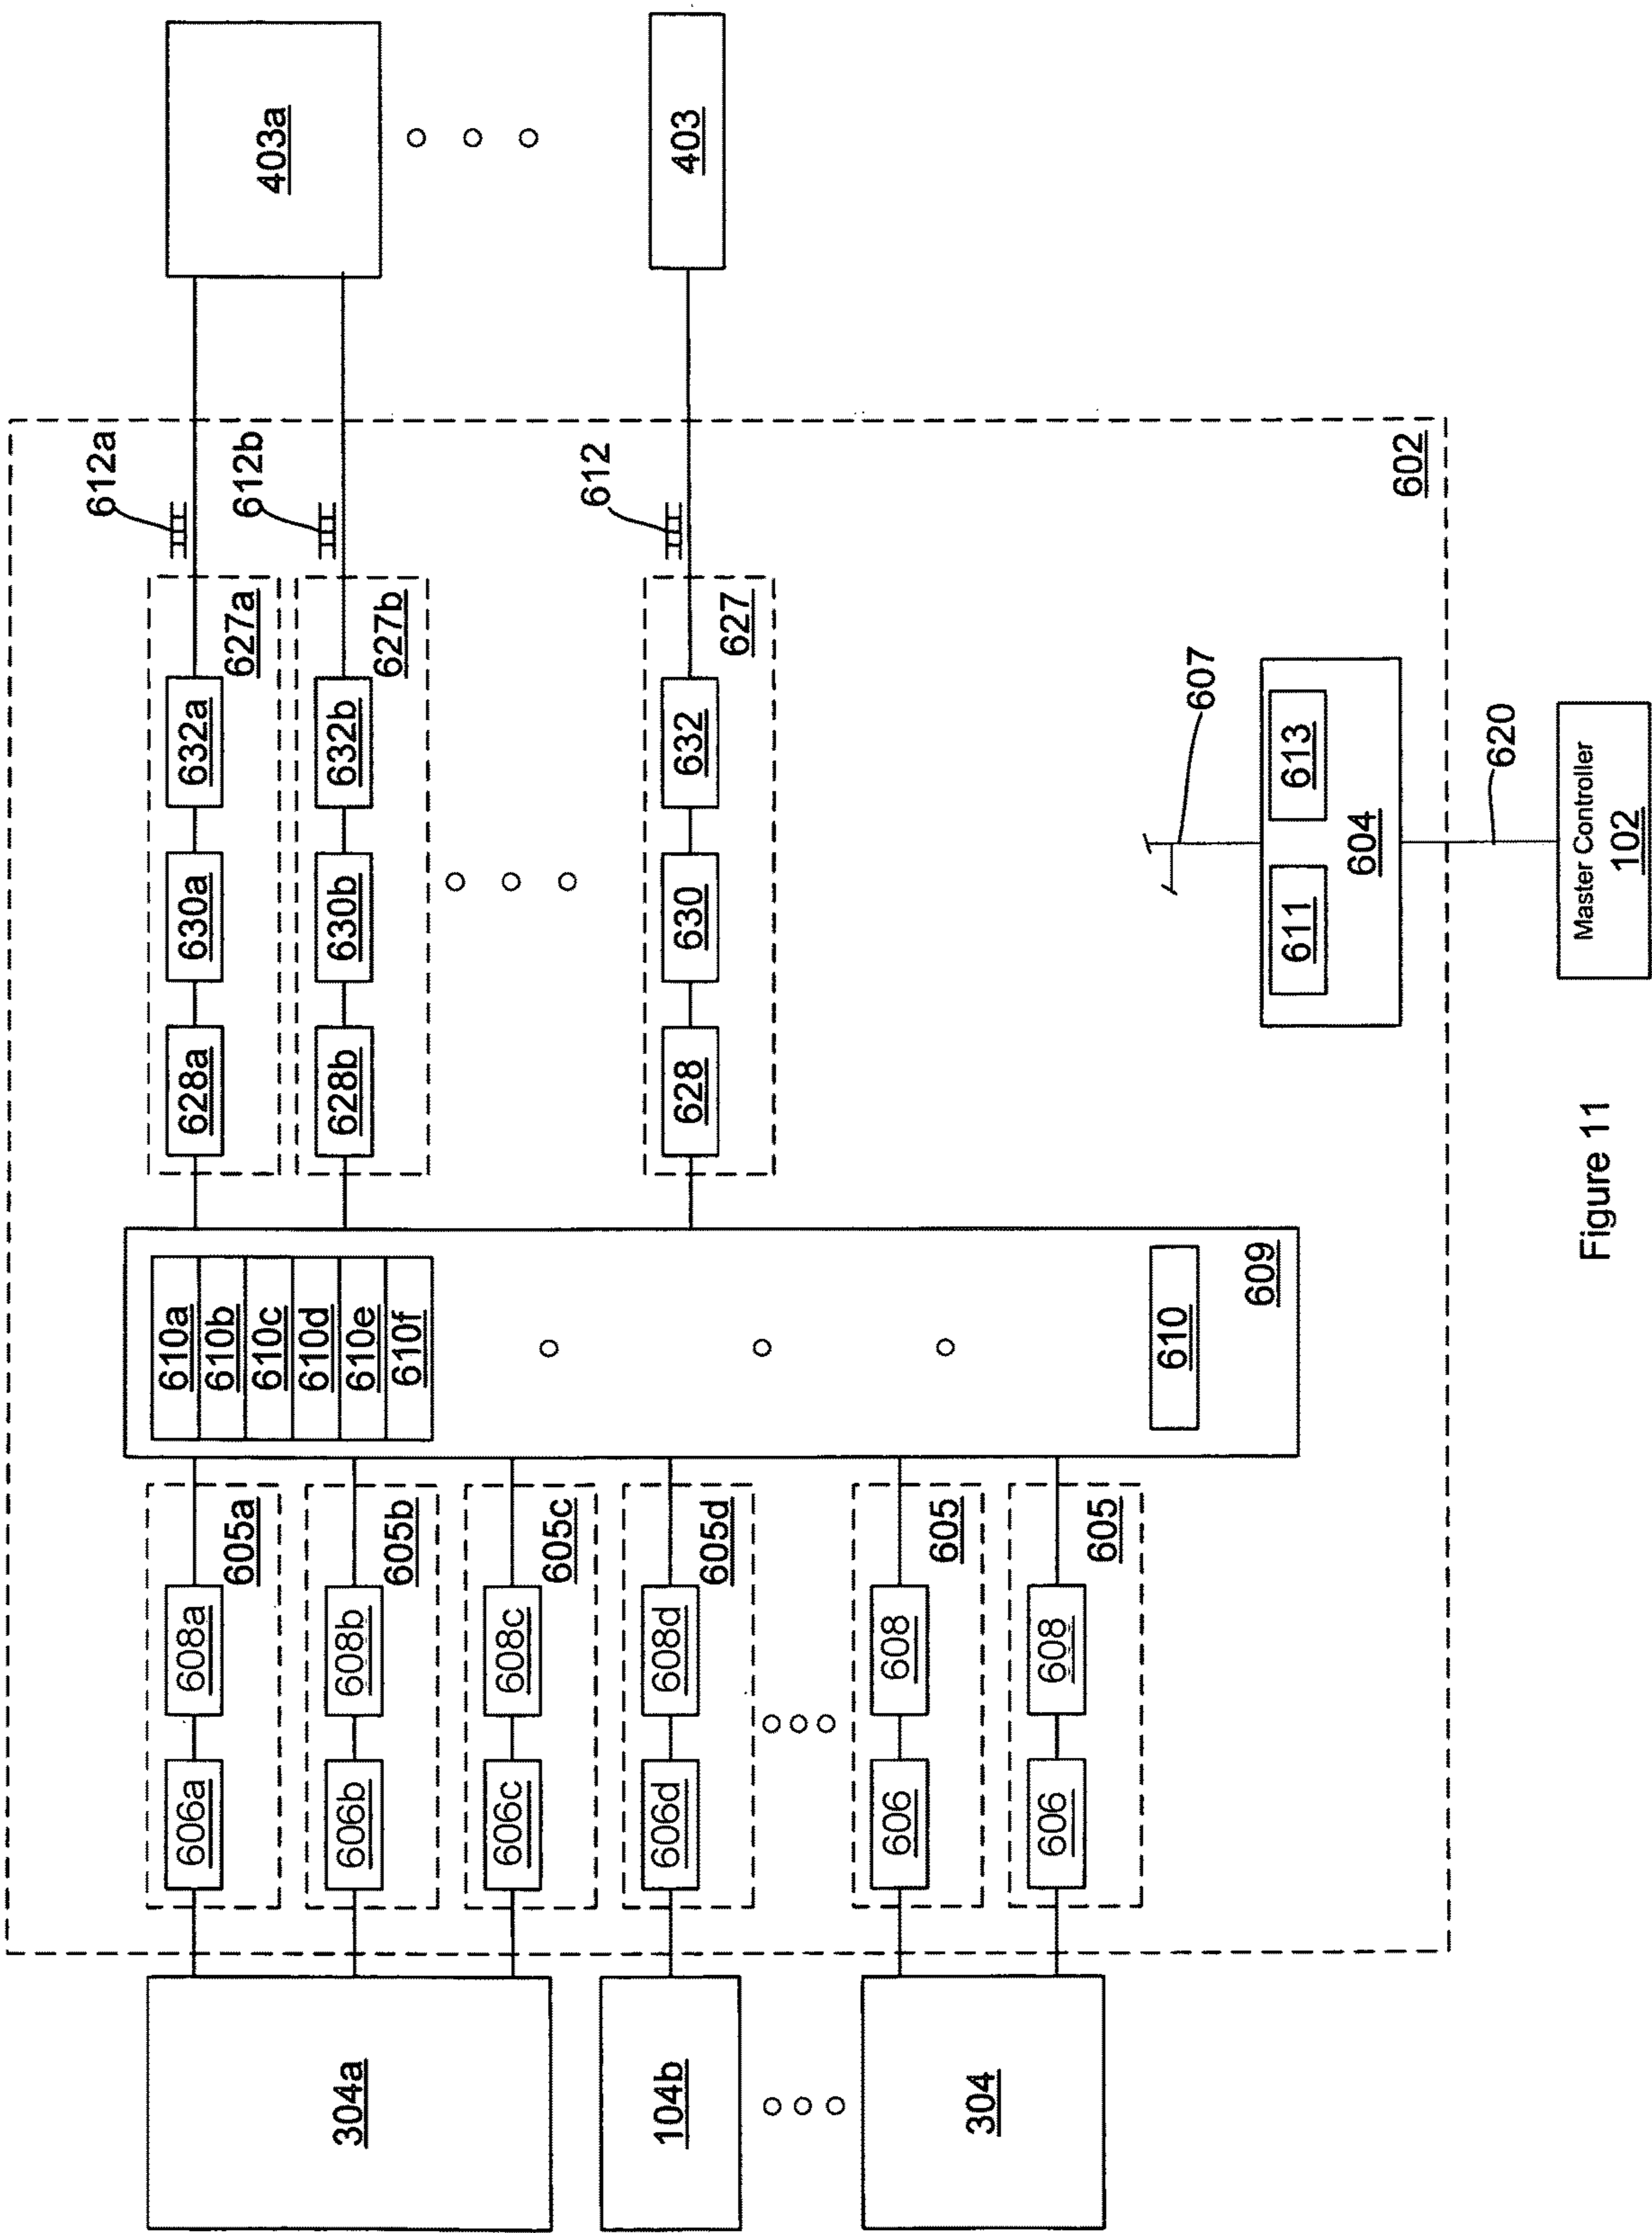 304a
104b
304
606a
608a
605a
606b
608b
605b
606c
608c
605c
606d
608d
605d
606
608
605
606
608
605
610a
610b
610c
610d
610e
610f
610
609
628a
630a
632a
627a
628b
630b
632b
627b
628
630
632
627
612a
612b
612
403a
403
607
611
613
604
602
620
Master Controller
102
Figure 11